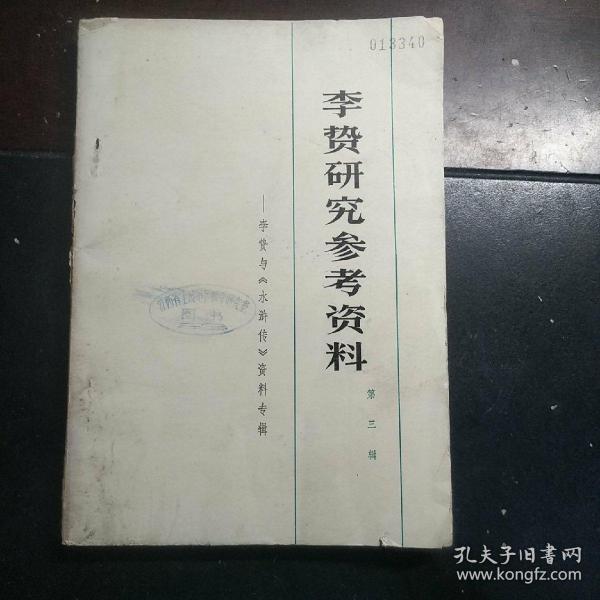 013340
李贽研究参考资料
第三辑
——李贽与《水浒传》资料专辑
孔夫子旧书网
www.kongfz.com